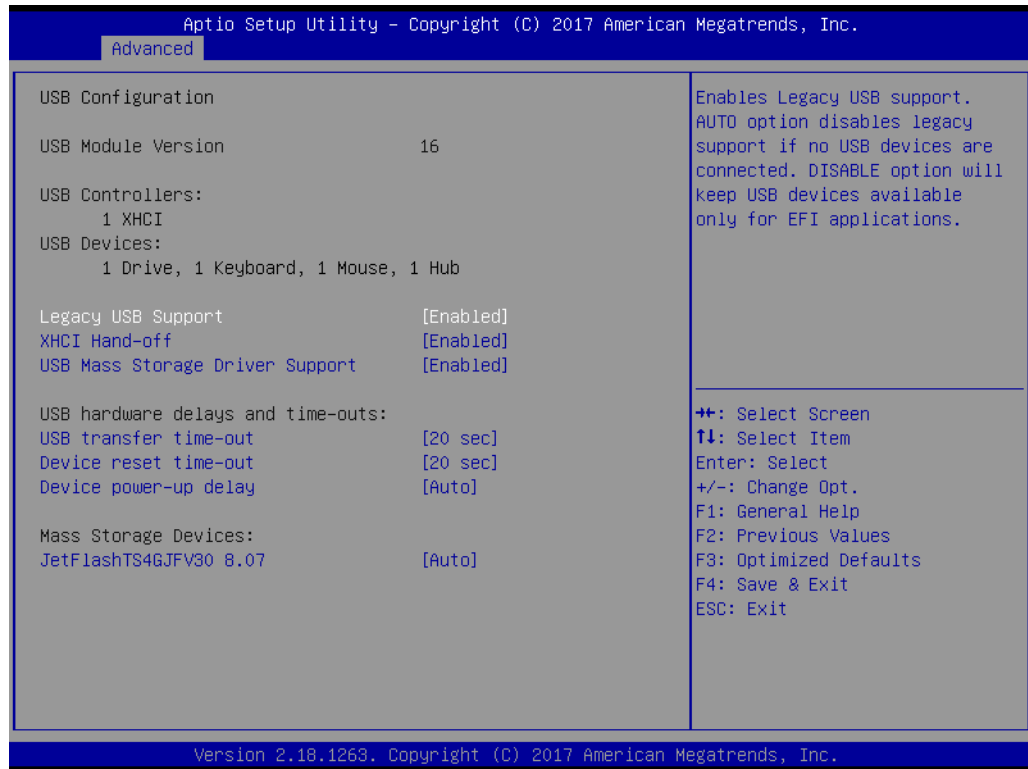 Aptio Setup Utility – Copyright (C) 2017 American Megatrends, Inc.
Advanced
USB Configuration
USB Module Version 16
USB Controllers:
1 XHCI
USB Devices:
1 Drive, 1 Keyboard, 1 Mouse, 1 Hub
Legacy USB Support [Enabled]
XHCI Hand-off [Enabled]
USB Mass Storage Driver Support [Enabled]
USB hardware delays and time-outs:
USB transfer time-out [20 sec]
Device reset time-out [20 sec]
Device power-up delay [Auto]
Mass Storage Devices:
JetFlashTS4GJFV30 8.07 [Auto]
Enables Legacy USB support.
AUTO option disables legacy
support if no USB devices are
connected. DISABLE option will
keep USB devices available
only for EFI applications.
→←: Select Screen
↑↓: Select Item
Enter: Select
+/-: Change Opt.
F1: General Help
F2: Previous Values
F3: Optimized Defaults
F4: Save & Exit
ESC: Exit
Version 2.18.1263. Copyright (C) 2017 American Megatrends, Inc.